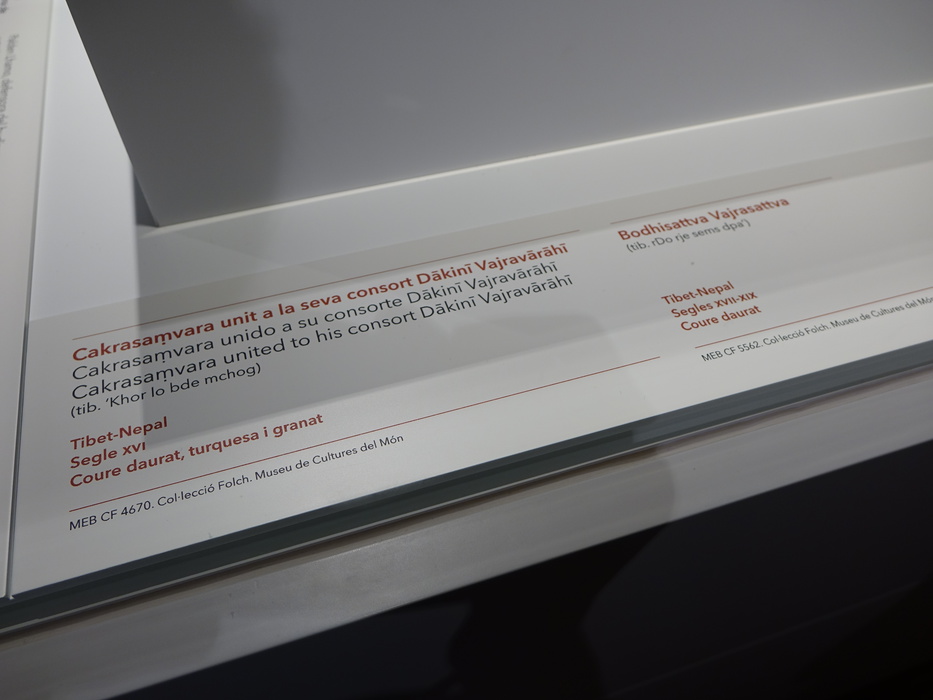 Cakrasaṃvara unit a la seva consort Dākinī Vajravārāhī
Cakrasaṃvara unido a su consorte Dākinī Vajravārāhī
Cakrasaṃvara united to his consort Dākinī Vajravārāhī
(tib. 'Khor lo bde mchog)
Tibet-Nepal
Segle XVI
Coure daurat, turquesa i granat
MEB CF 4670. Col·lecció Folch. Museu de Cultures del Món
Bodhisattva Vajrasattva
(tib. rDo rje sems dpa')
Tibet-Nepal
Segles XVII-XIX
Coure daurat
MEB CF 5562. Col·lecció Folch. Museu de Cultures del Món